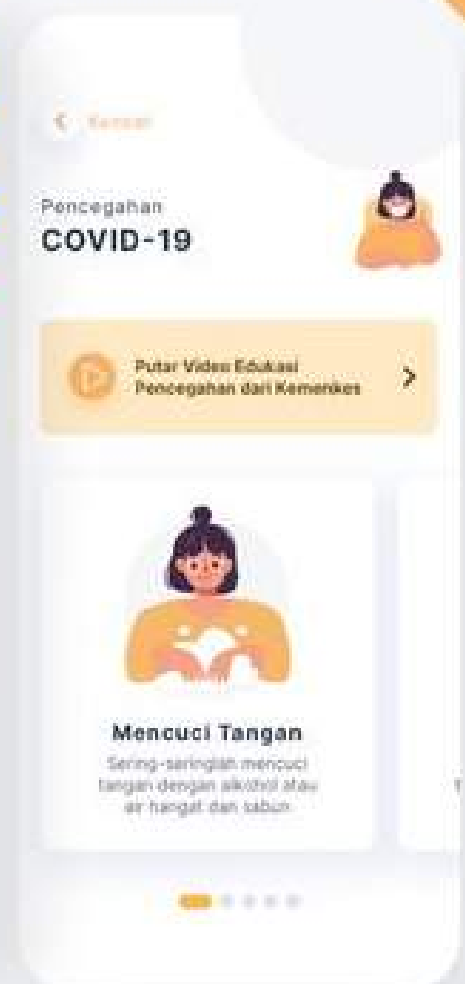 Kembali
Pencegahan
COVID-19
Putar Video Edukasi
Pencegahan dari Kemenkes
Mencuci Tangan
Sering-seringlah mencuci
tangan dengan alkohol atau
air hangat dan sabun